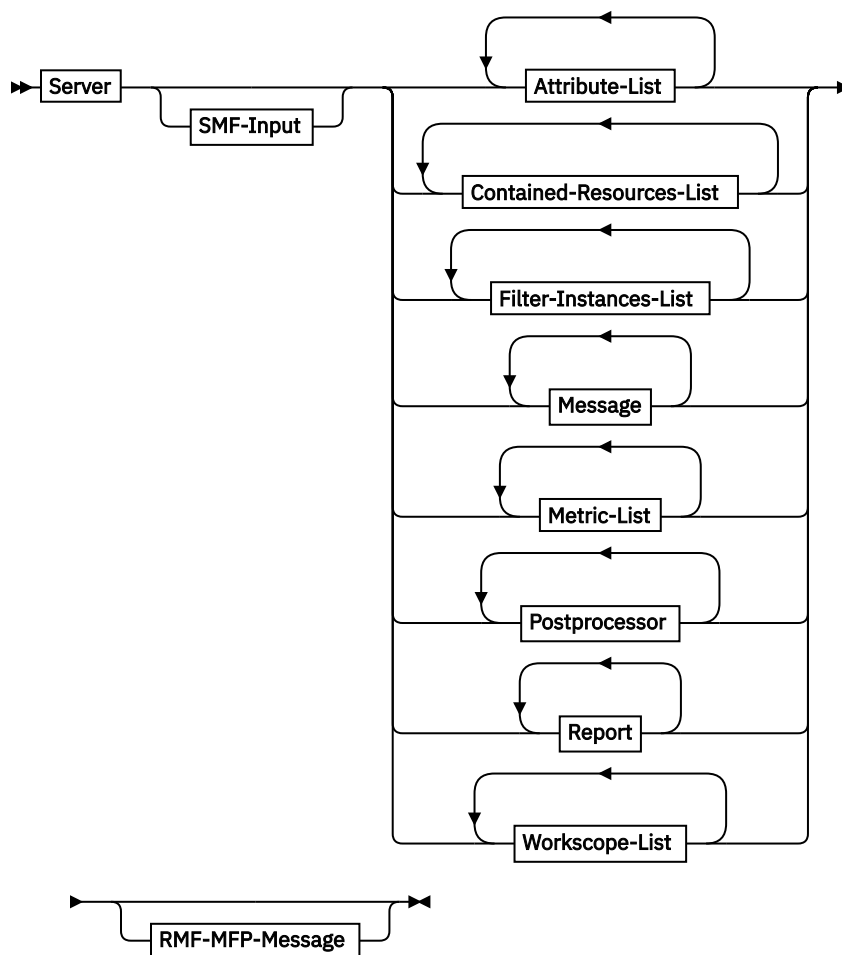 Server
Attribute-List
SMF-Input
Contained-Resources-List
Filter-Instances-List
Message
Metric-List
Postprocessor
Report
Workscope-List
RMF-MFP-Message